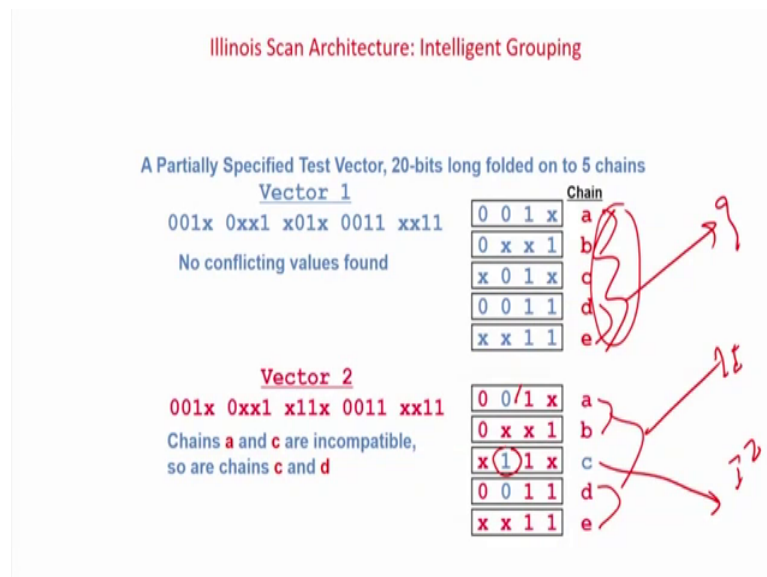 Illinois Scan Architecture: Intelligent Grouping
A Partially Specified Test Vector, 20-bits long folded on to 5 chains
Vector 1
001x 0xx1 x01x 0011 xx11
No conflicting values found
Chain
0 0 1 x a
0 x x 1 b
x 0 1 x c
0 0 1 1 d
x x 1 1 e
Vector 2
001x 0xx1 x11x 0011 xx11
Chains a and c are incompatible,
so are chains c and d
0 0 1 x a
0 x x 1 b
x 1 1 x c
0 0 1 1 d
x x 1 1 e